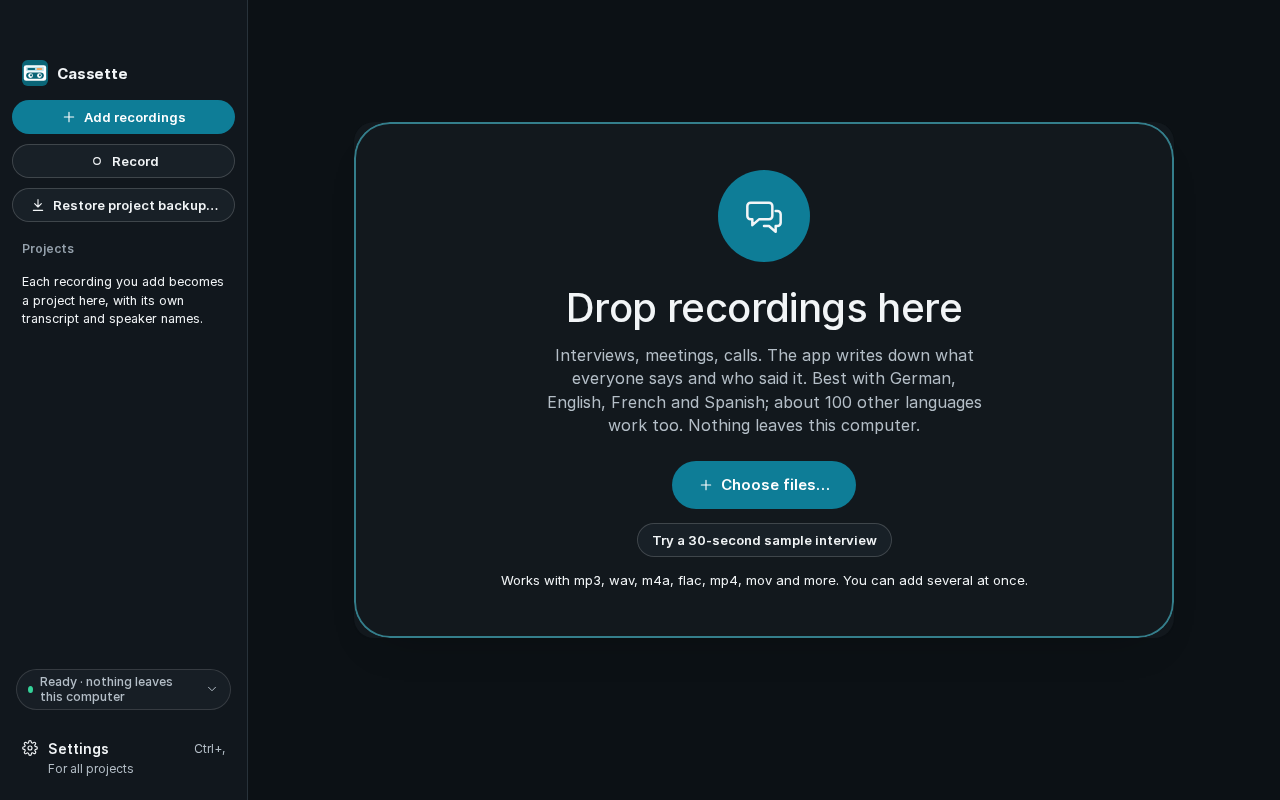 Cassette
Add recordings
Record
Restore project backup...
Projects
Each recording you add becomes
a project here, with its own
transcript and speaker names.
Ready · nothing leaves
this computer
Settings
Ctrl+,
For all projects
Drop recordings here
Interviews, meetings, calls. The app writes down what
everyone says and who said it. Best with German,
English, French and Spanish; about 100 other languages
work too. Nothing leaves this computer.
Choose files...
Try a 30-second sample interview
Works with mp3, wav, m4a, flac, mp4, mov and more. You can add several at once.